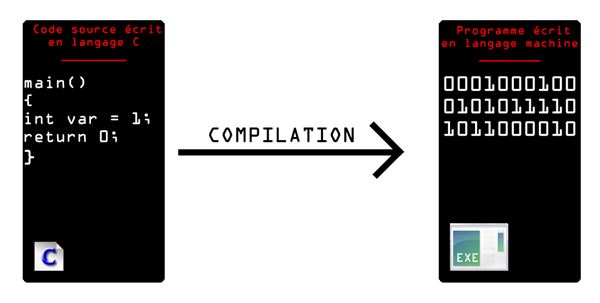 Code source écrit
en langage C
main()
{
int var = 1;
return 0;
}
C
COMPILATION
Programme écrit
en langage machine
0001000100
0101011110
1011000010
EXE